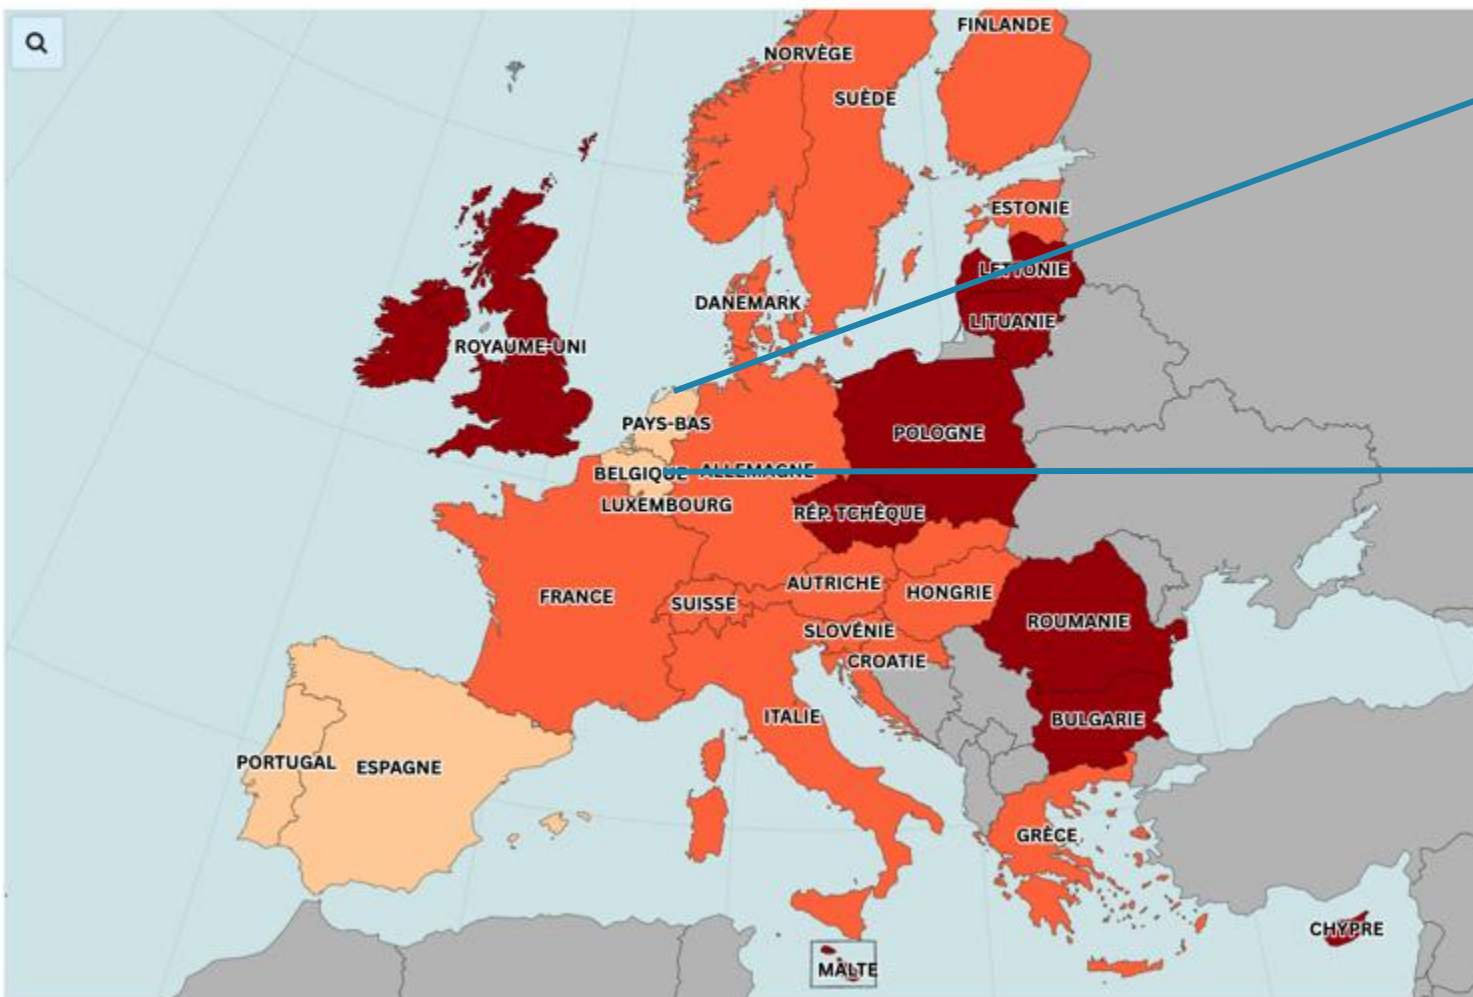 FINLANDE
NORVÈGE
SUÈDE
ESTONIE
LETTONIE
DANEMARK
LITUANIE
ROYAUME-UNI
PAYS-BAS
POLOGNE
BELGIQUE
ALLEMAGNE
LUXEMBOURG
RÉP. TCHÈQUE
AUTRICHE
HONGRIE
FRANCE
SUISSE
ROUMANIE
SLOVÉNIE
CROATIE
ITALIE
BULGARIE
PORTUGAL
ESPAGNE
GRÈCE
CHYPRE
MALTE